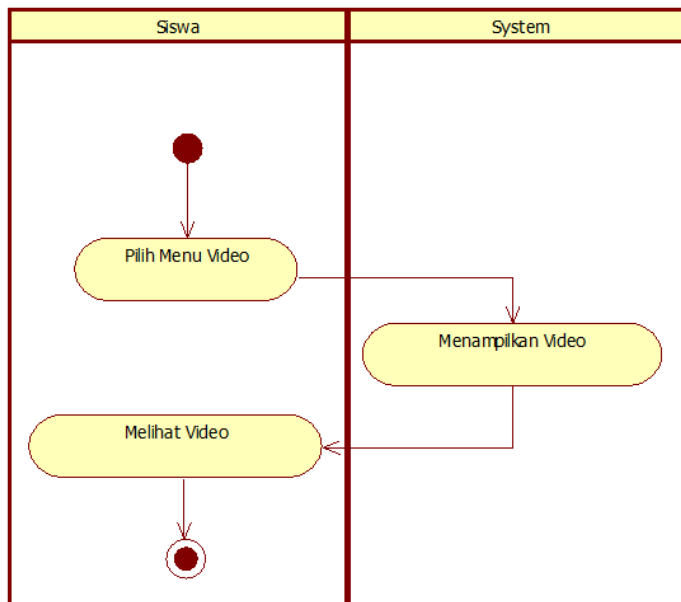 Siswa
System
Pilih Menu Video
Menampilkan Video
Melihat Video